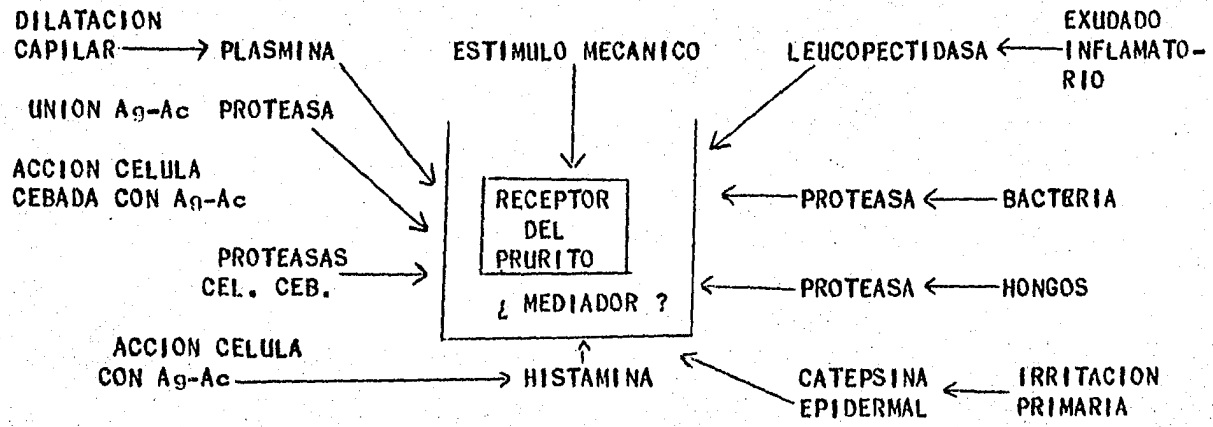 DILATACION
CAPILAR
PLASMINA
ESTIMULO MECANICO
LEUCOPECTIDASA
EXUDADO
INFLAMATO-
RIO
UNION Ag-Ac PROTEASA
ACCION CELULA
CEBADA CON Ag-Ac
RECEPTOR
DEL
PRURITO
¿ MEDIADOR ?
PROTEASA
BACTERIA
PROTEASAS
CEL. CEB.
PROTEASA
HONGOS
ACCION CELULA
CON Ag-Ac
HISTAMINA
CATEPSINA
EPIDERMAL
IRRITACION
PRIMARIA